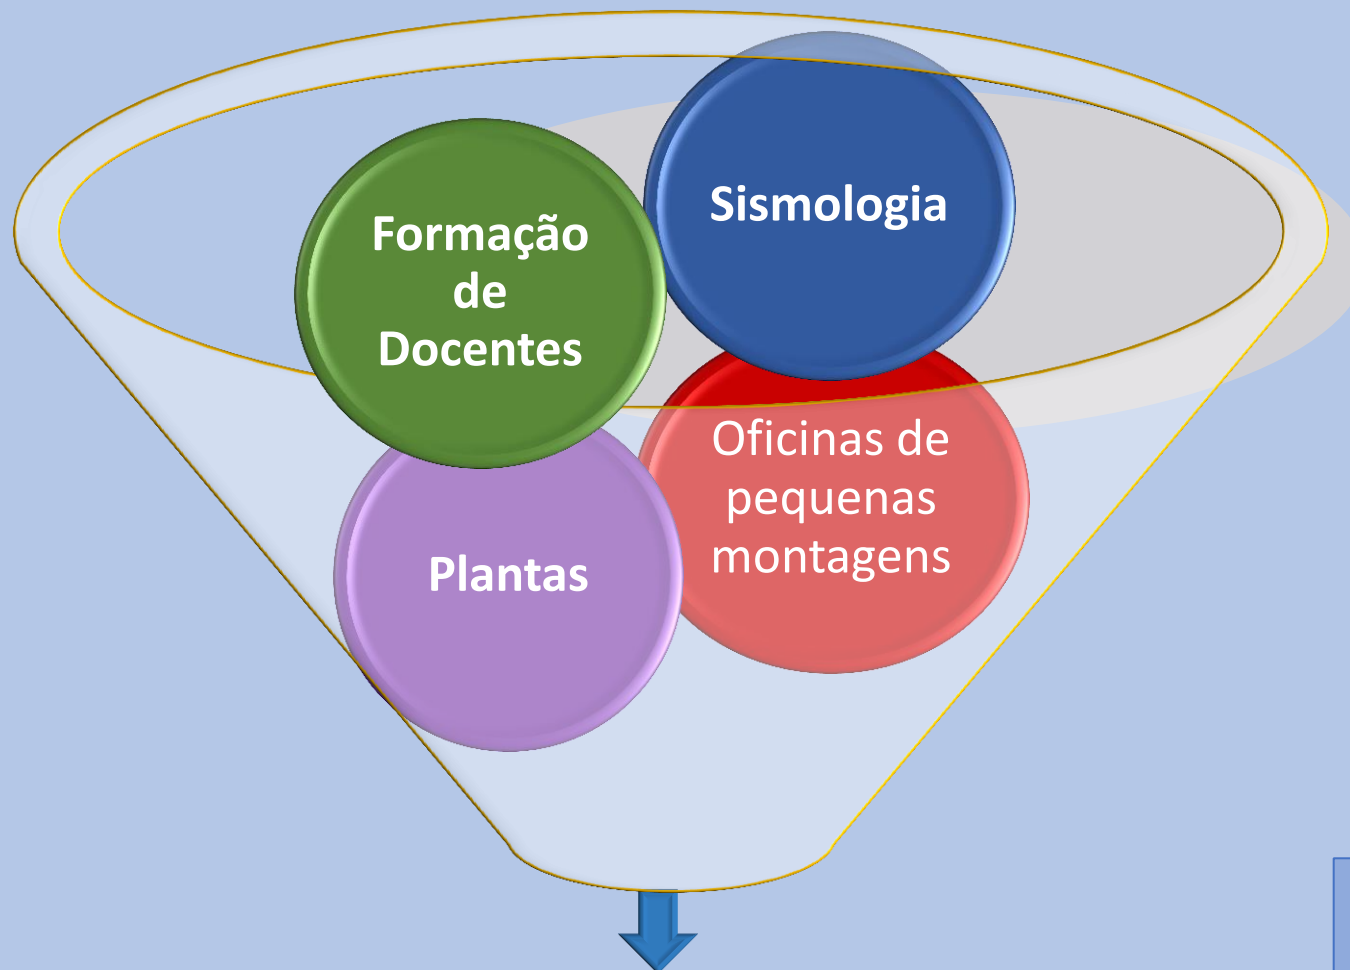 Formação
de
Docentes
Sismologia
Plantas
Oficinas de
pequenas
montagens